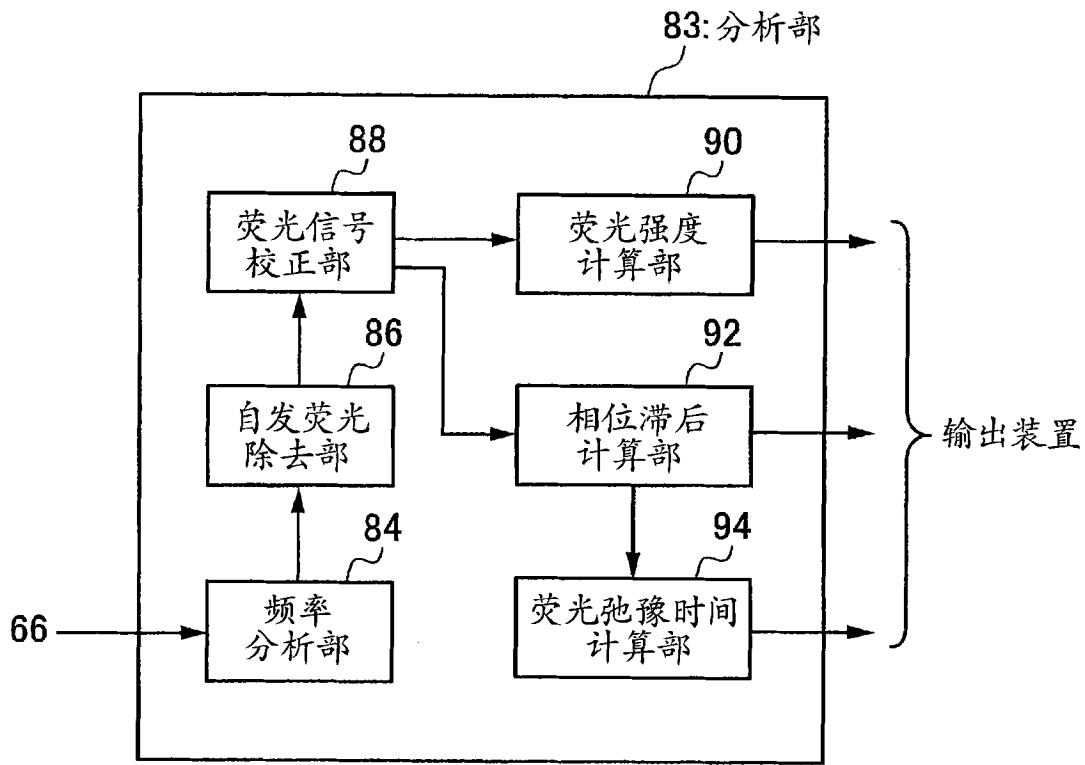 83:分析部
88
90
荧光信号
校正部
荧光强度
计算部
86
92
自发荧光
除去部
相位滞后
计算部
输出装置
84
94
66
频率
分析部
荧光弛豫时间
计算部